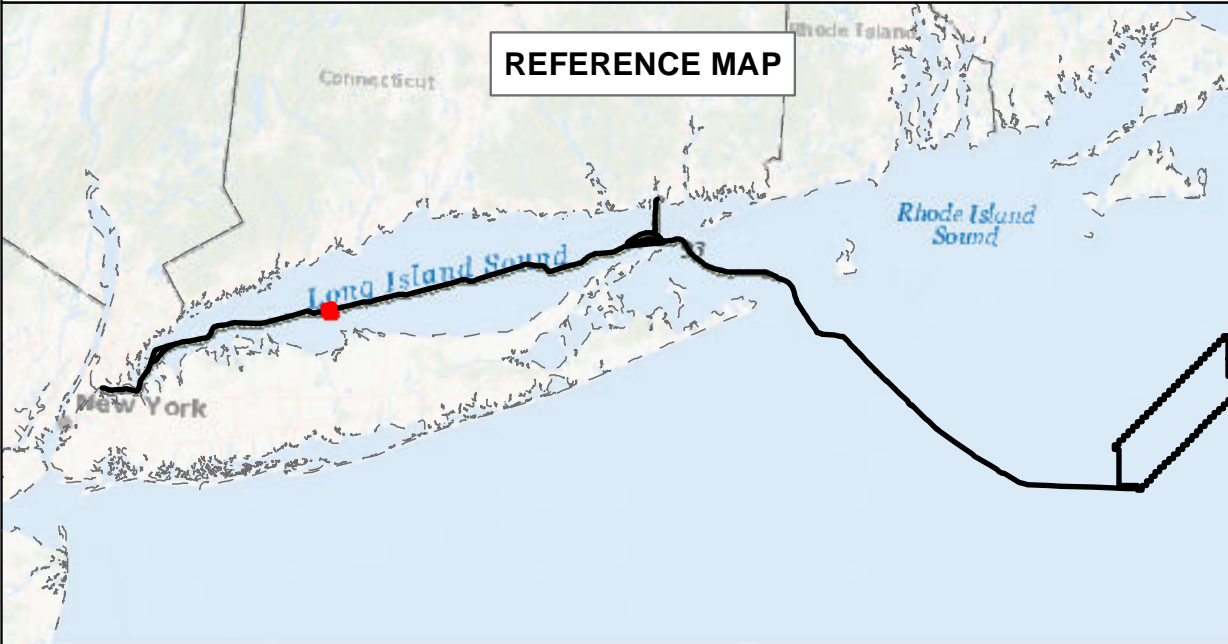 Rhode Island
REFERENCE MAP
Connecticut
Rhode Island
Sound
Long Island Sound
New York